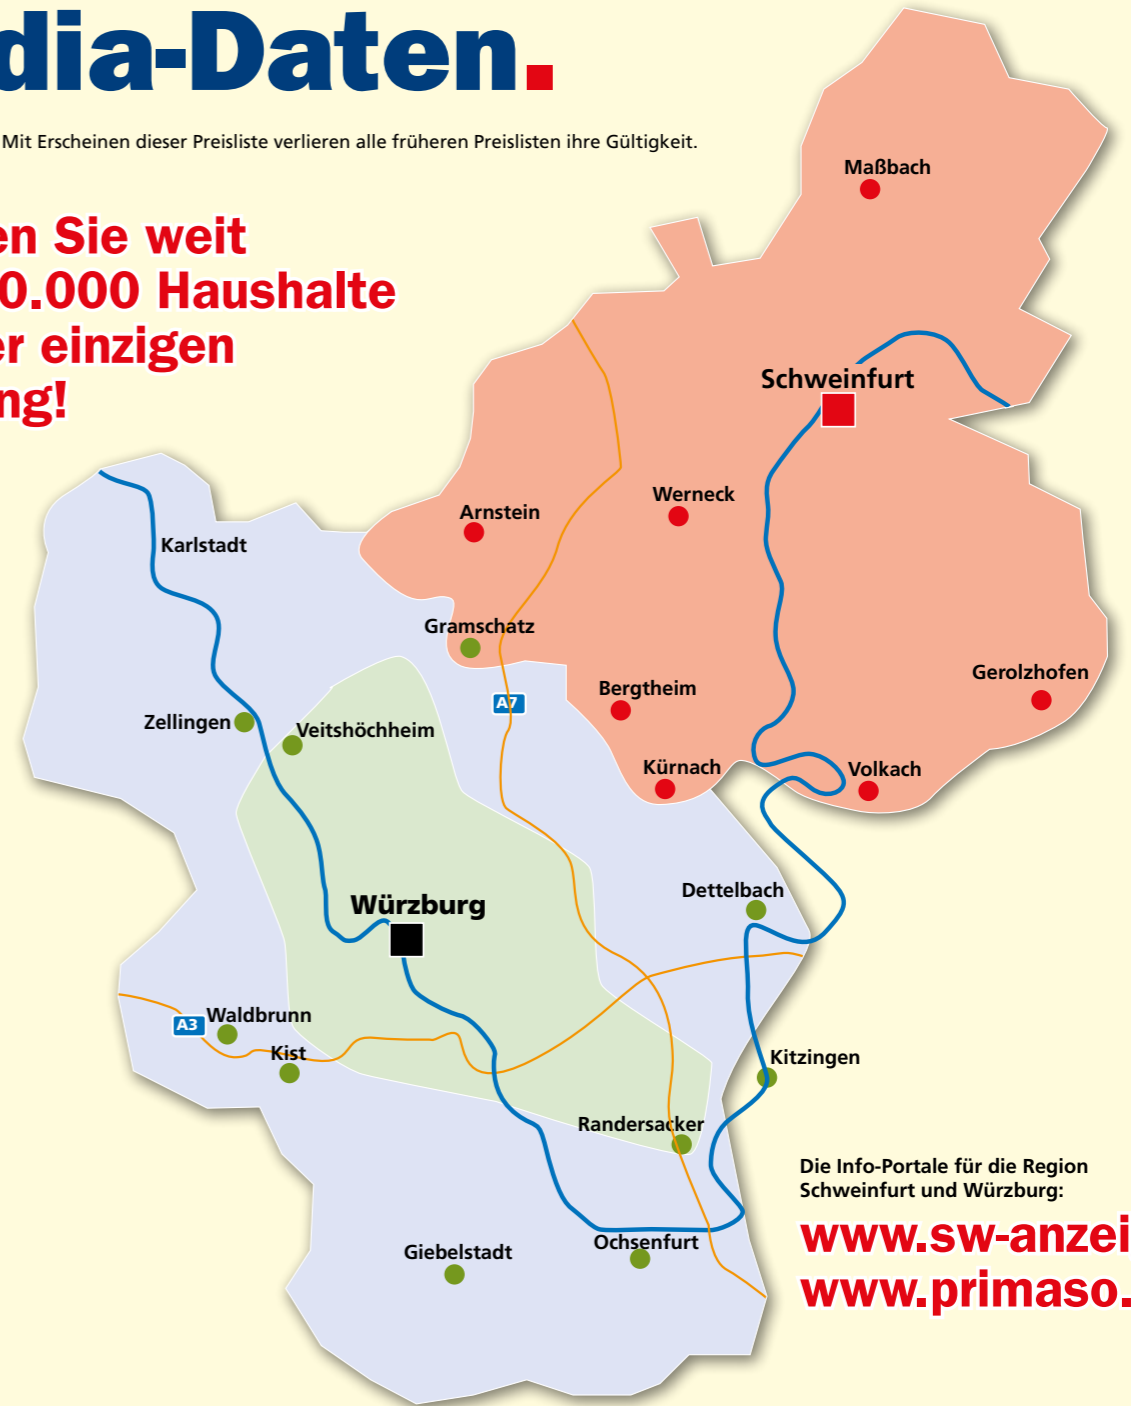 dia-Daten.
Mit Erscheinen dieser Preisliste verlieren alle früheren Preislisten ihre Gültigkeit.
en Sie weit
0.000 Haushalte
er einzigen
ng!
Maßbach
Schweinfurt
Werneck
Arnstein
Karlstadt
Gramschatz
Gerolzhofen
Bergtheim
A7
Zellingen
Veitshöchheim
Kürnach
Volkach
Dettelbach
Würzburg
Waldbrunn
A3
Kist
Kitzingen
Randersacker
Die Info-Portale für die Region
Schweinfurt und Würzburg:
www.sw-anzei
Ochsenfurt
Giebelstadt
www.primaso.